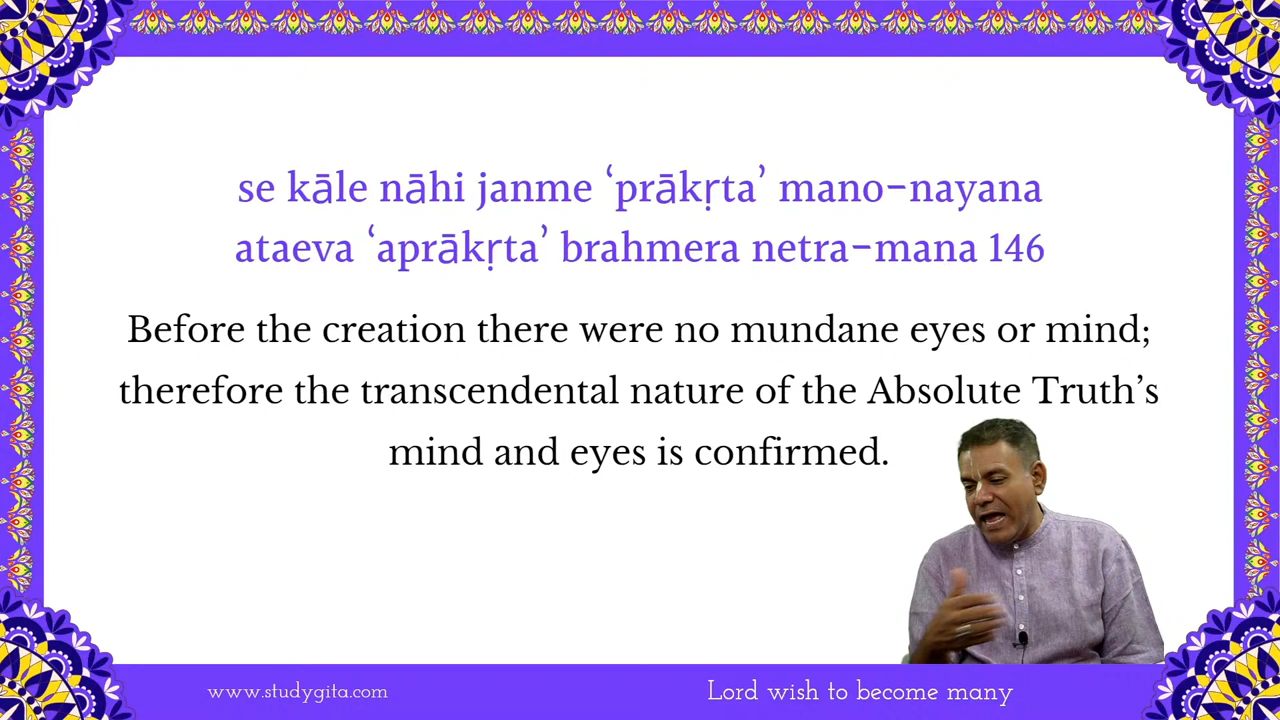 se kāle nāhi janme ‘prākṛta’ mano-nayana
ataeva ‘aprākṛta’ brahmera netra-mana 146
Before the creation there were no mundane eyes or mind;
therefore the transcendental nature of the Absolute Truth’s
mind and eyes is confirmed.
www.studygita.com
Lord wish to become many